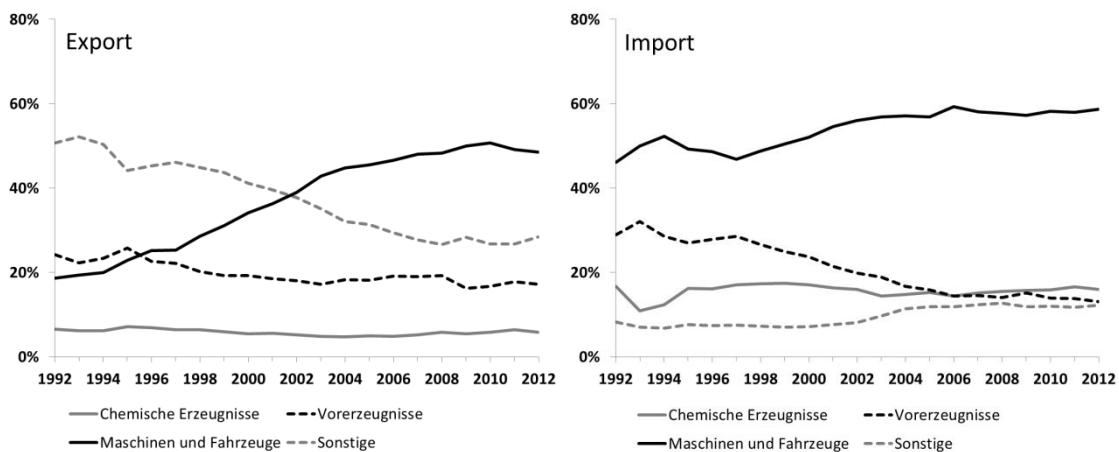 Export
80%
60%
40%
20%
0%
1992 1994 1996 1998 2000 2002 2004 2006 2008 2010 2012
Chemische Erzeugnisse Vorerzeugnisse
Maschinen und Fahrzeuge Sonstige
Import
80%
60%
40%
20%
0%
1992 1994 1996 1998 2000 2002 2004 2006 2008 2010 2012
Chemische Erzeugnisse Vorerzeugnisse
Maschinen und Fahrzeuge Sonstige